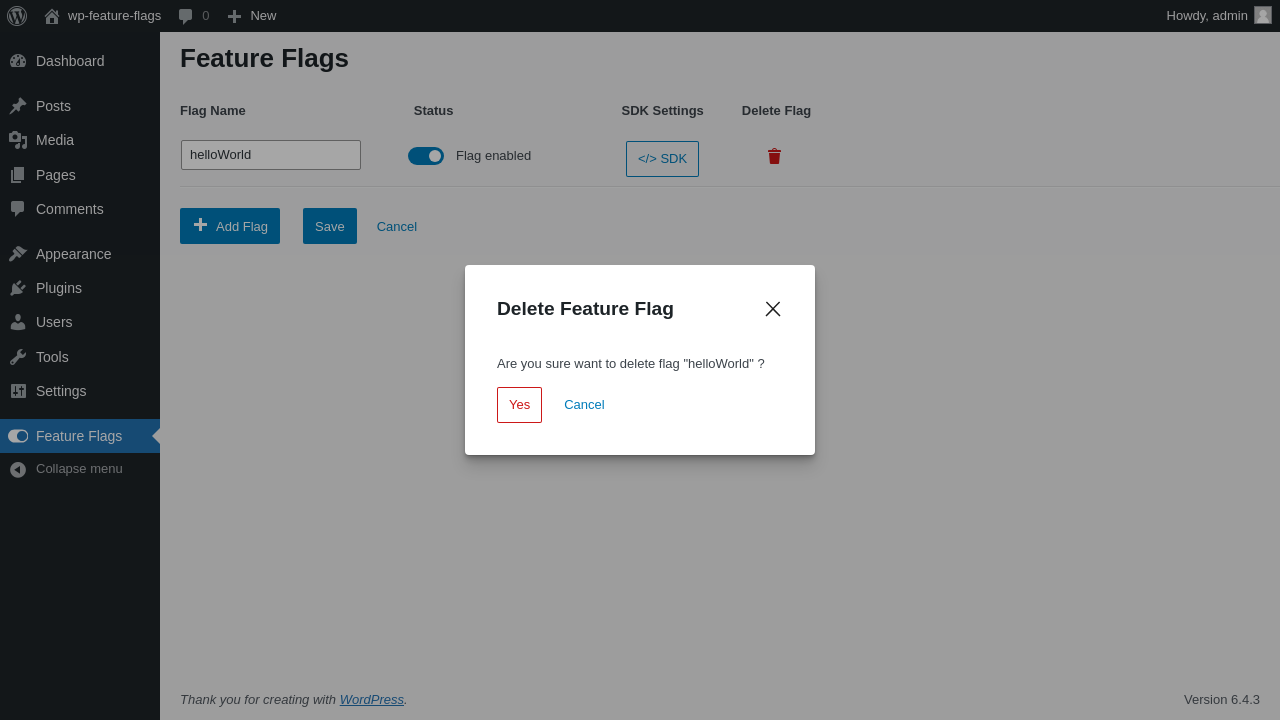 wp-feature-flags 0 New Howdy, admin
Dashboard
Posts
Media
Pages
Comments
Appearance
Plugins
Users
Tools
Settings
Feature Flags
Collapse menu
Feature Flags
Flag Name Status SDK Settings Delete Flag
helloWorld Flag enabled </> SDK
Add Flag Save Cancel
Delete Feature Flag
Are you sure want to delete flag "helloWorld" ?
Yes Cancel
Thank you for creating with WordPress. Version 6.4.3